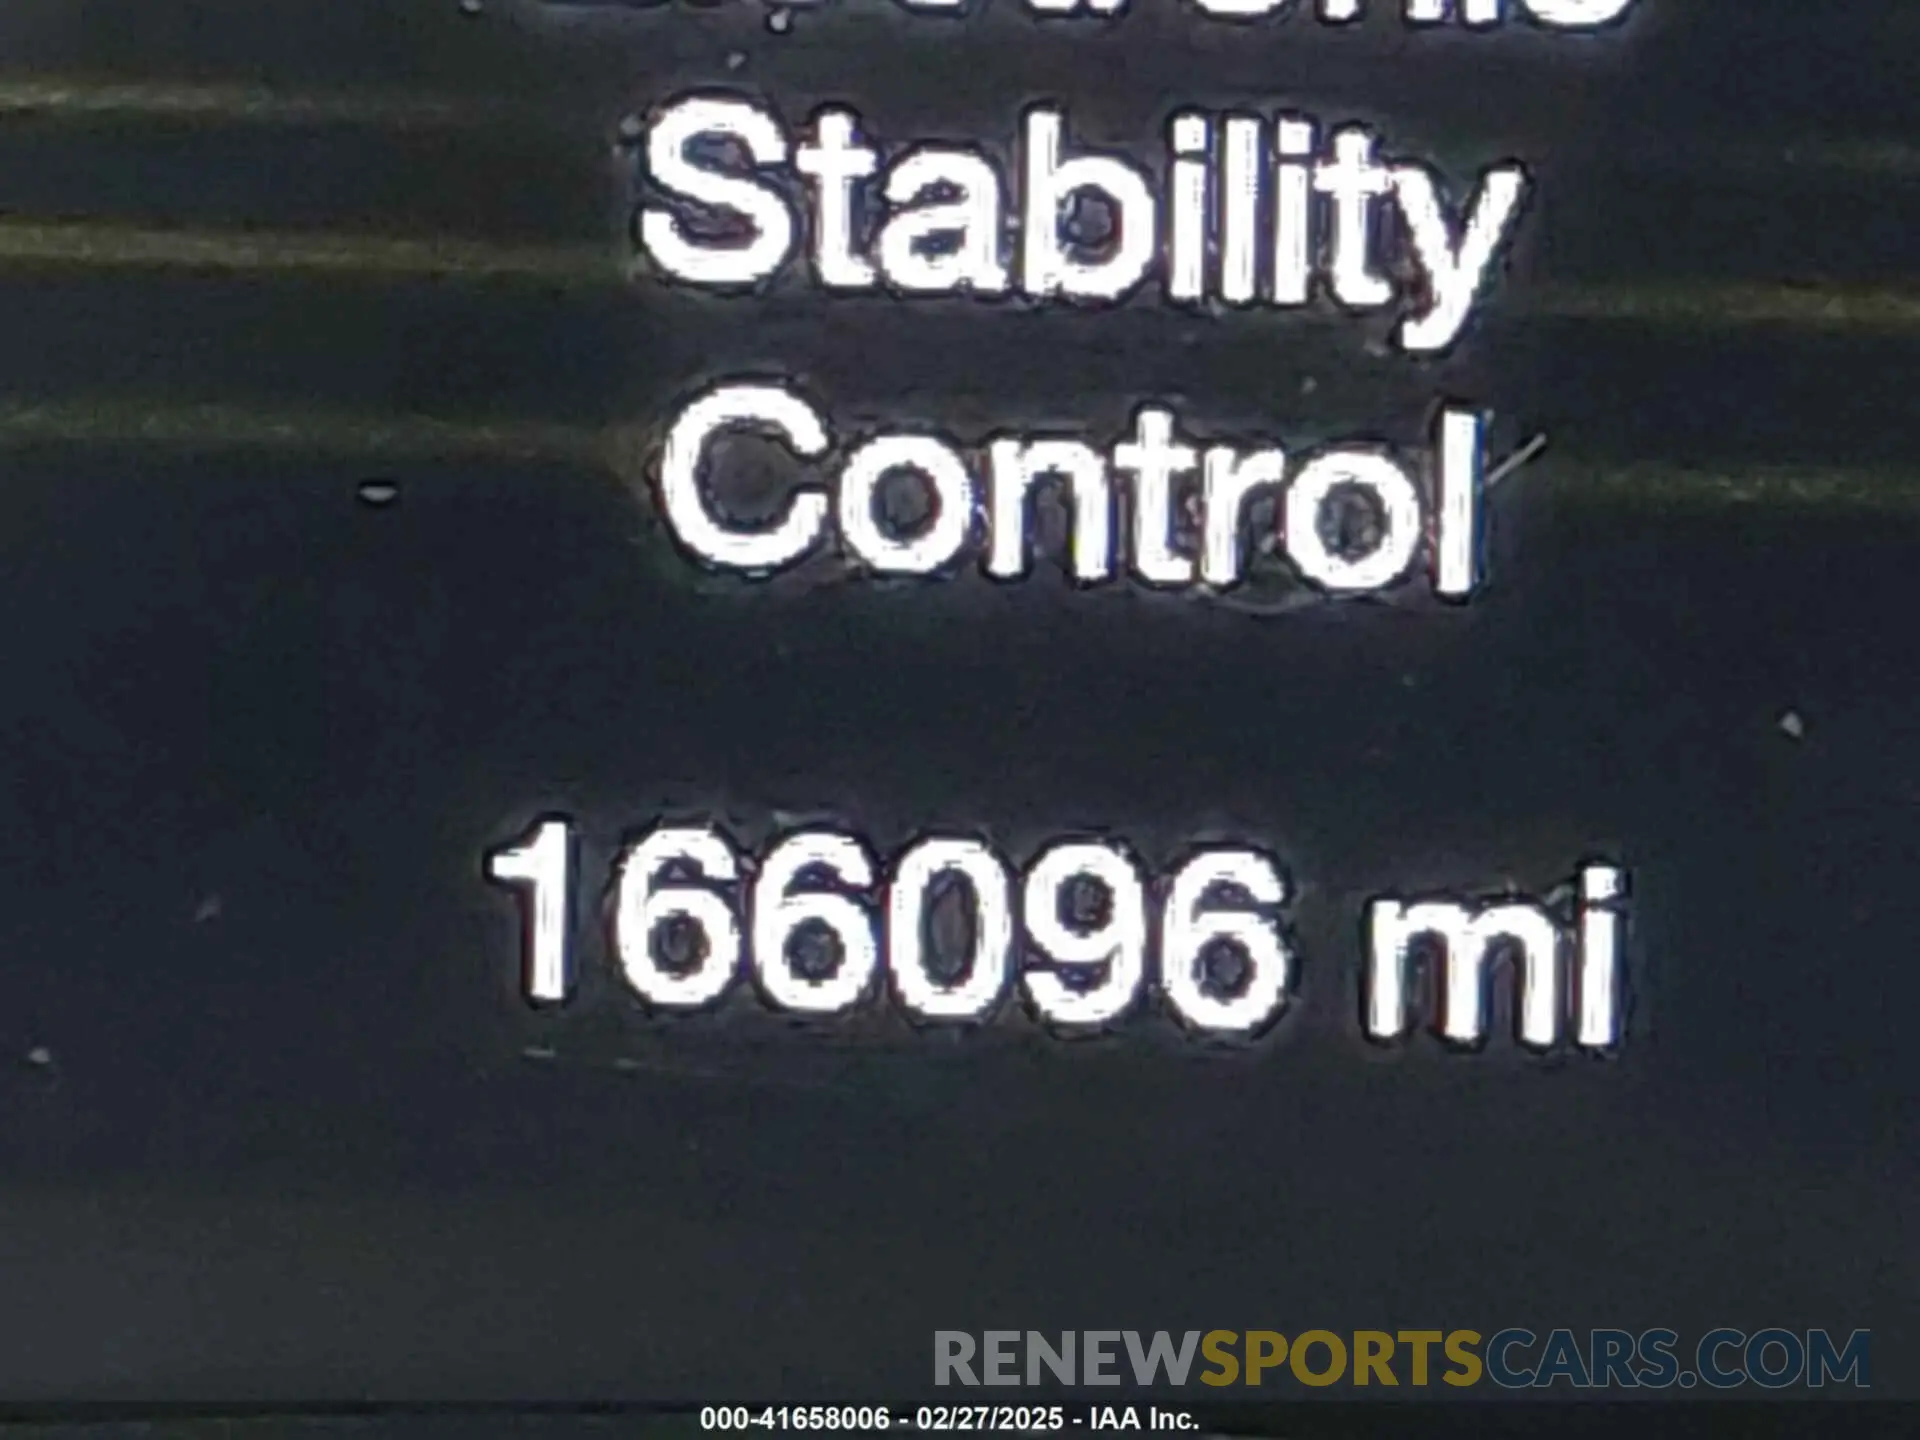 Stability
Control
166096 mi
RENEWSPORTSCARS.COM
000-41658006 - 02/27/2025 - IAA Inc.